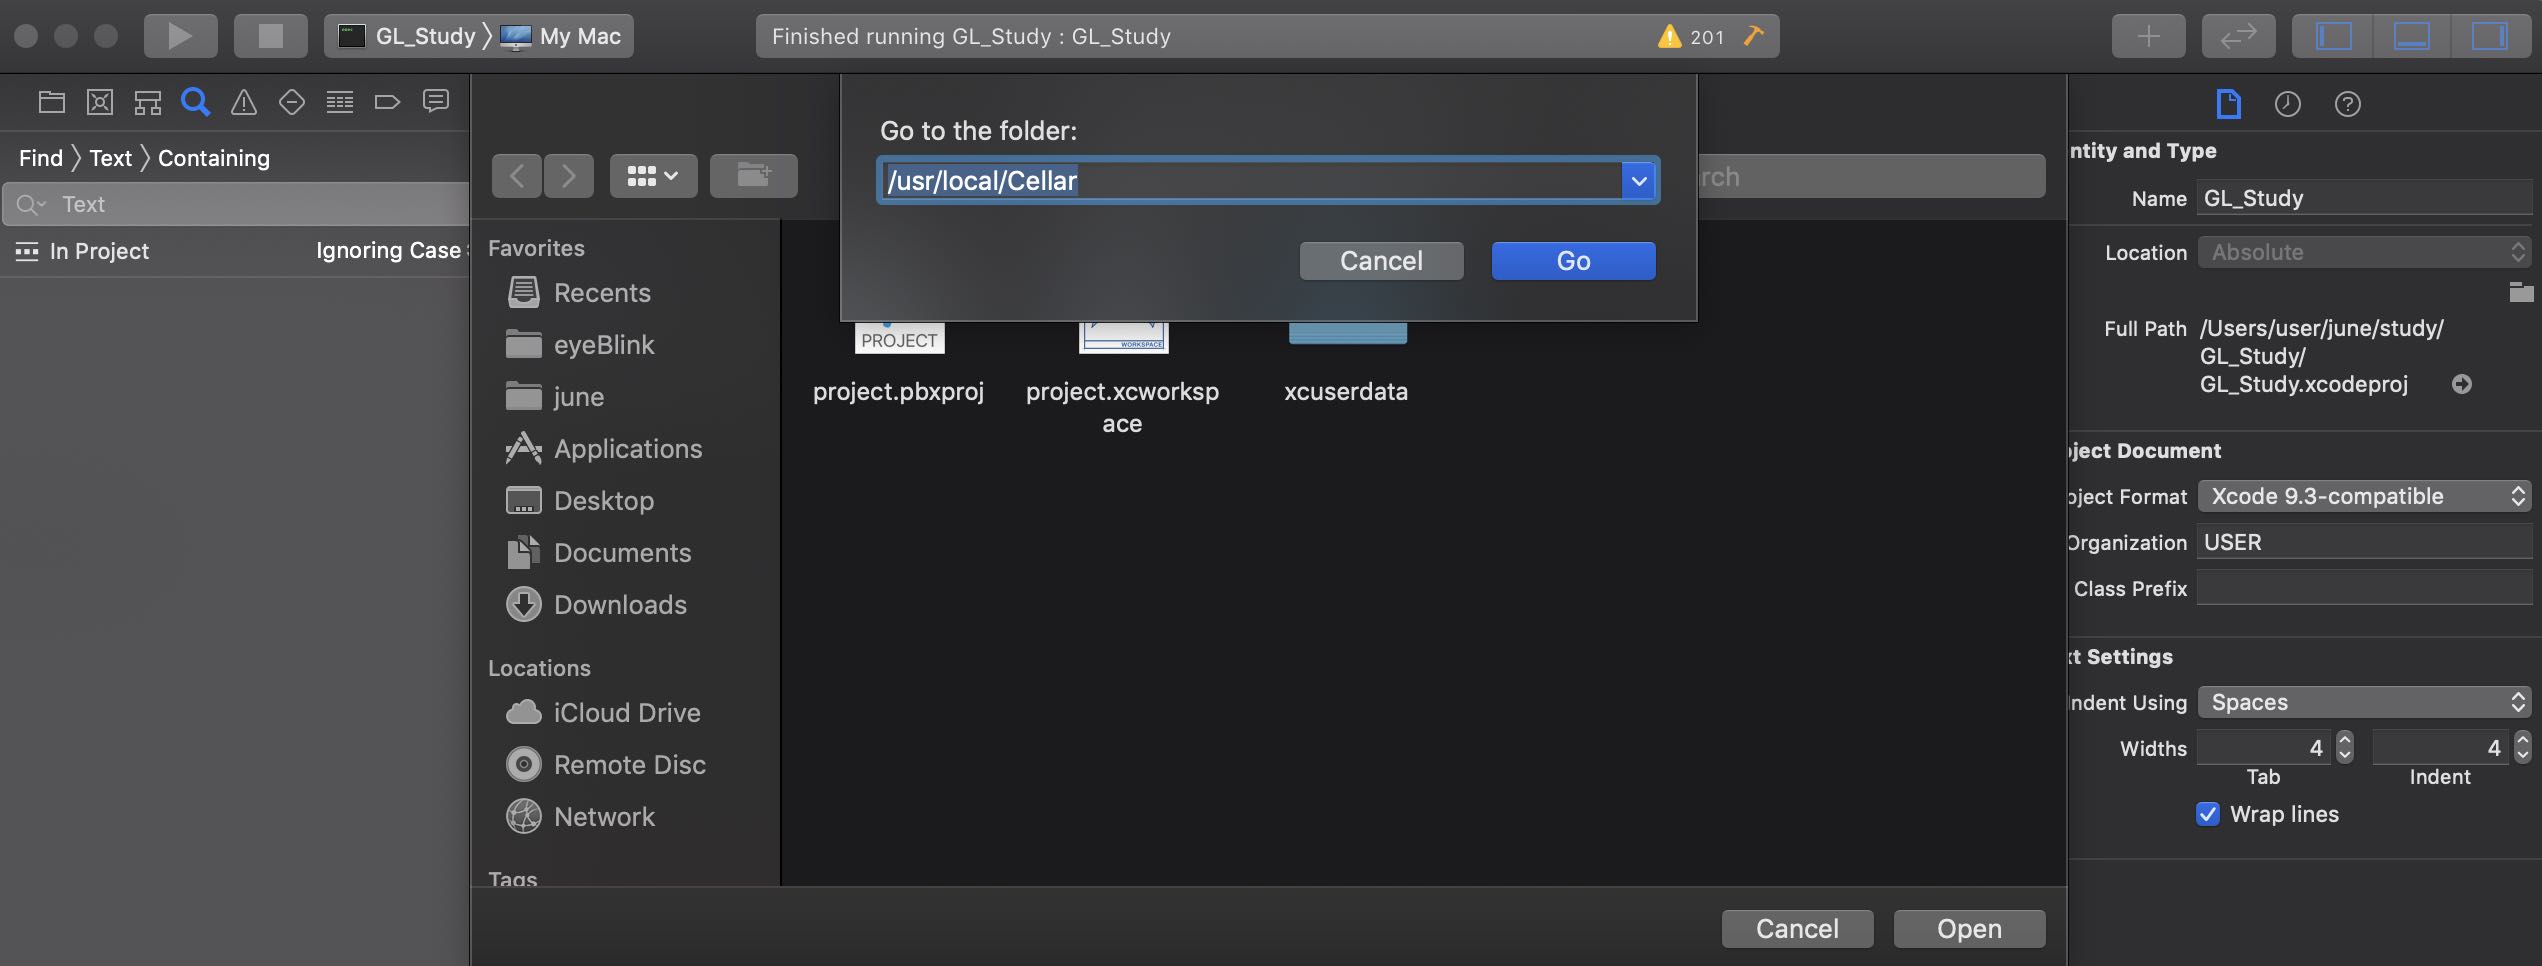 GL_Study 〉 My Mac
Finished running GL_Study : GL_Study
201
Find 〉 Text 〉 Containing
Text
In Project
Ignoring Case
Go to the folder:
/usr/local/Cellar
Cancel
Go
Favorites
Recents
eyeBlink
june
Applications
Desktop
Documents
Downloads
Locations
iCloud Drive
Remote Disc
Network
Tags
rch
PROJECT
project.pbxproj
WORKSPACE
project.xcworksp
ace
xcuserdata
Cancel
Open
ntity and Type
Name GL_Study
Location Absolute
Full Path /Users/user/june/study/
GL_Study/
GL_Study.xcodeproj
oject Document
oject Format Xcode 9.3-compatible
Organization USER
Class Prefix
xt Settings
Indent Using Spaces
Widths 4 4
Tab Indent
Wrap lines